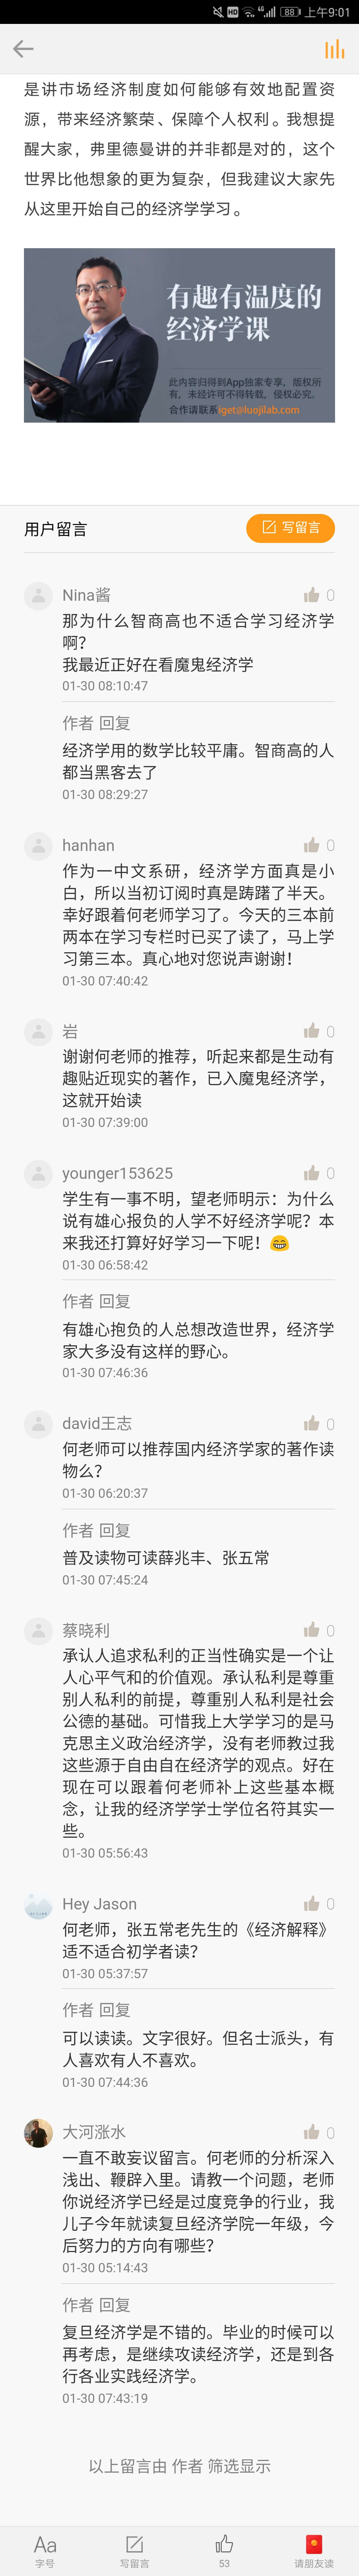 HD 4G 88 上午9:01
是讲市场经济制度如何能够有效地配置资
源，带来经济繁荣、保障个人权利。我想提
醒大家，弗里德曼讲的并非都是对的，这个
世界比他想象的更为复杂，但我建议大家先
从这里开始自己的经济学学习。
有趣有温度的
经济学课
此内容归得到App独家专享，版权所
有，未经许可不得转载，侵权必究。
合作请联系iget@luojilab.com
用户留言
写留言
Nina酱 0
那为什么智商高也不适合学习经济学
啊？
我最近正好在看魔鬼经济学
01-30 08:10:47
作者 回复
经济学用的数学比较平庸。智商高的人
都当黑客去了
01-30 08:29:27
hanhan 0
作为一中文系研，经济学方面真是小
白，所以当初订阅时真是踌躇了半天。
幸好跟着何老师学习了。今天的三本前
两本在学习专栏时已买了读了，马上学
习第三本。真心地对您说声谢谢！
01-30 07:40:42
岩 0
谢谢何老师的推荐，听起来都是生动有
趣贴近现实的著作，已入魔鬼经济学，
这就开始读
01-30 07:39:00
younger153625 0
学生有一事不明，望老师明示：为什么
说有雄心报负的人学不好经济学呢？本
来我还打算好好学习一下呢！😁
01-30 06:58:42
作者 回复
有雄心抱负的人总想改造世界，经济学
家大多没有这样的野心。
01-30 07:46:36
david王志 0
何老师可以推荐国内经济学家的著作读
物么？
01-30 06:20:37
作者 回复
普及读物可读薛兆丰、张五常
01-30 07:45:24
蔡晓利 0
承认人追求私利的正当性确实是一个让
人心平气和的价值观。承认私利是尊重
别人私利的前提，尊重别人私利是社会
公德的基础。可惜我上大学学习的是马
克思主义政治经济学，没有老师教过我
这些源于自由自在经济学的观点。好在
现在可以跟着何老师补上这些基本概
念，让我的经济学学士学位名符其实一
些。
01-30 05:56:43
Hey Jason 0
何老师，张五常老先生的《经济解释》
适不适合初学者读？
01-30 05:37:57
作者 回复
可以读读。文字很好。但名士派头，有
人喜欢有人不喜欢。
01-30 07:44:36
大河涨水 0
一直不敢妄议留言。何老师的分析深入
浅出、鞭辟入里。请教一个问题，老师
你说经济学已经是过度竞争的行业，我
儿子今年就读复旦经济学院一年级，今
后努力的方向有哪些？
01-30 05:14:43
作者 回复
复旦经济学是不错的。毕业的时候可以
再考虑，是继续攻读经济学，还是到各
行各业实践经济学。
01-30 07:43:19
以上留言由 作者 筛选显示
Aa
字号 写留言 53 请朋友读